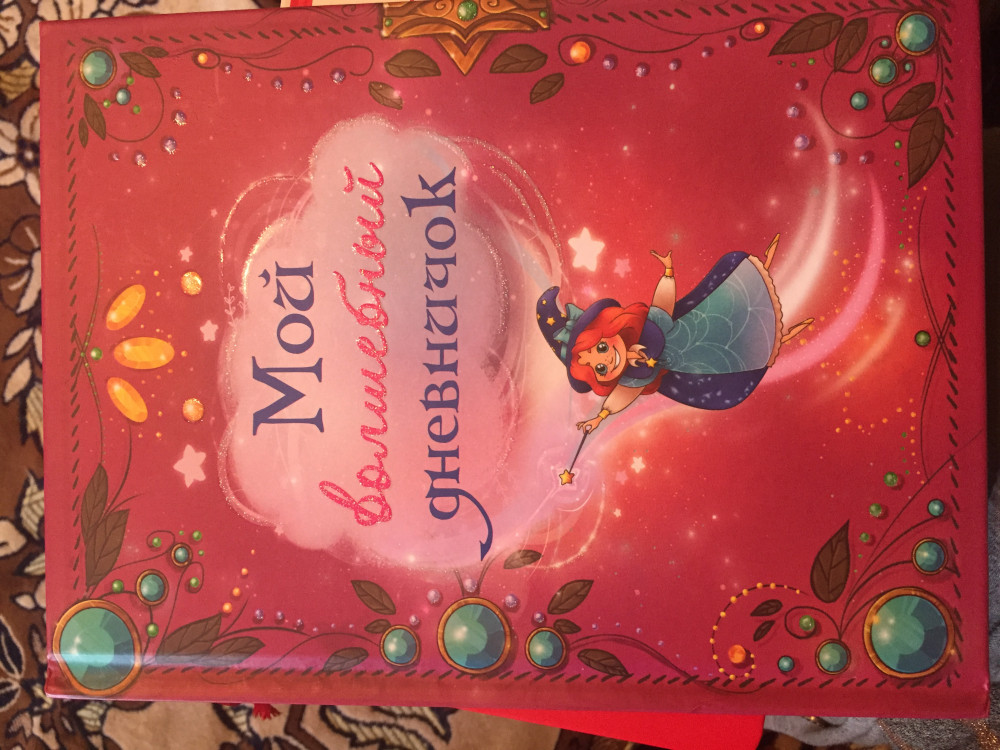 Мой
волшебный
дневничок